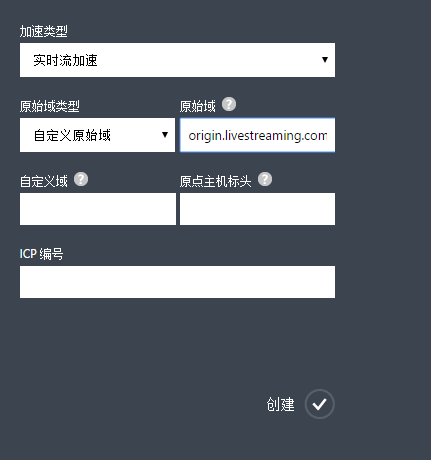 加速类型
实时流加速
原始域类型 原始域 ?
自定义原始域 origin.livestreaming.com
自定义域 ? 原点主机标头 ?
ICP 编号
创建